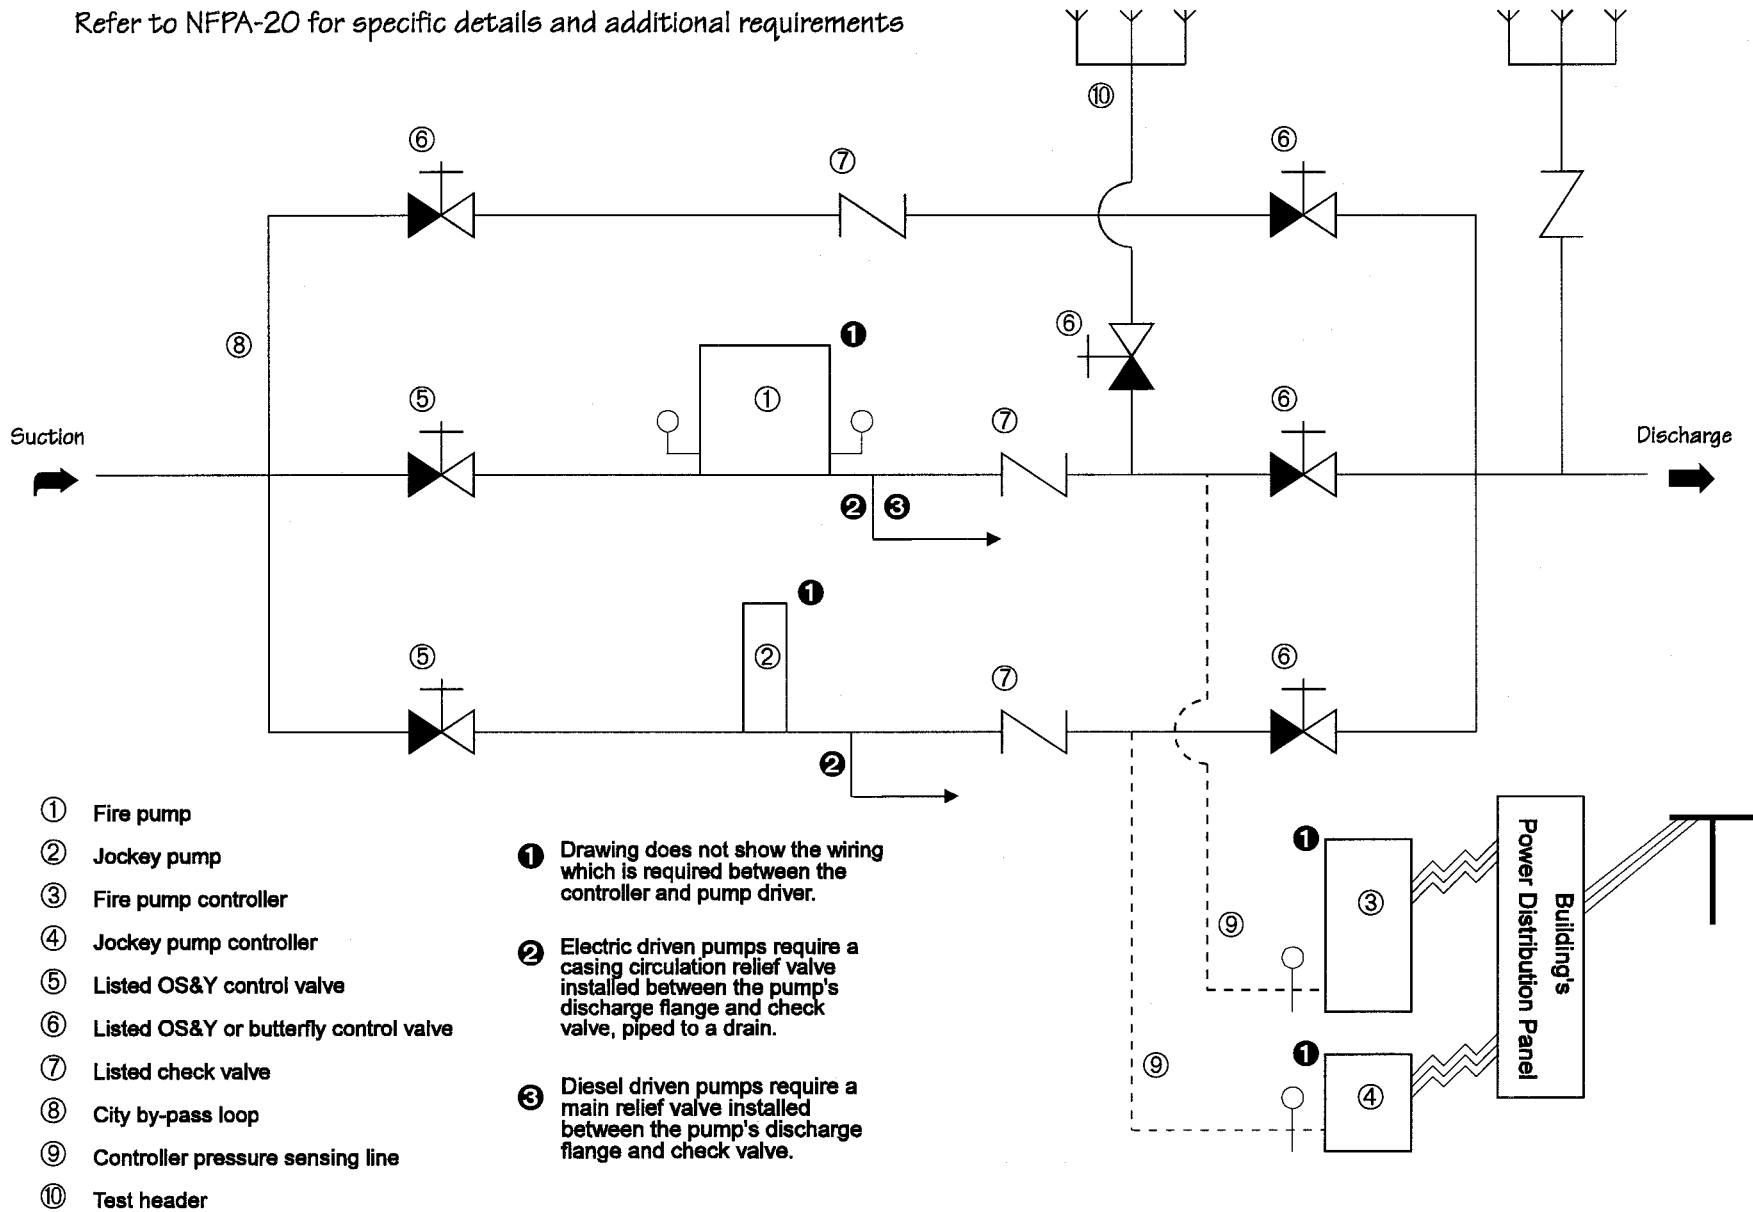 Refer to NFPA-20 for specific details and additional requirements
⑩
⑥
⑦
⑥
⑧
❶
⑥
⑤
①
⑦
⑥
Suction
Discharge
❷ ❸
❶
⑤
②
⑦
⑥
❷
① Fire pump
② Jockey pump
③ Fire pump controller
④ Jockey pump controller
⑤ Listed OS&Y control valve
⑥ Listed OS&Y or butterfly control valve
⑦ Listed check valve
⑧ City by-pass loop
⑨ Controller pressure sensing line
⑩ Test header
❶ Drawing does not show the wiring
which is required between the
controller and pump driver.
❷ Electric driven pumps require a
casing circulation relief valve
installed between the pump's
discharge flange and check
valve, piped to a drain.
❸ Diesel driven pumps require a
main relief valve installed
between the pump's discharge
flange and check valve.
❶
③
⑨
❶
④
⑨
Building's
Power Distribution Panel